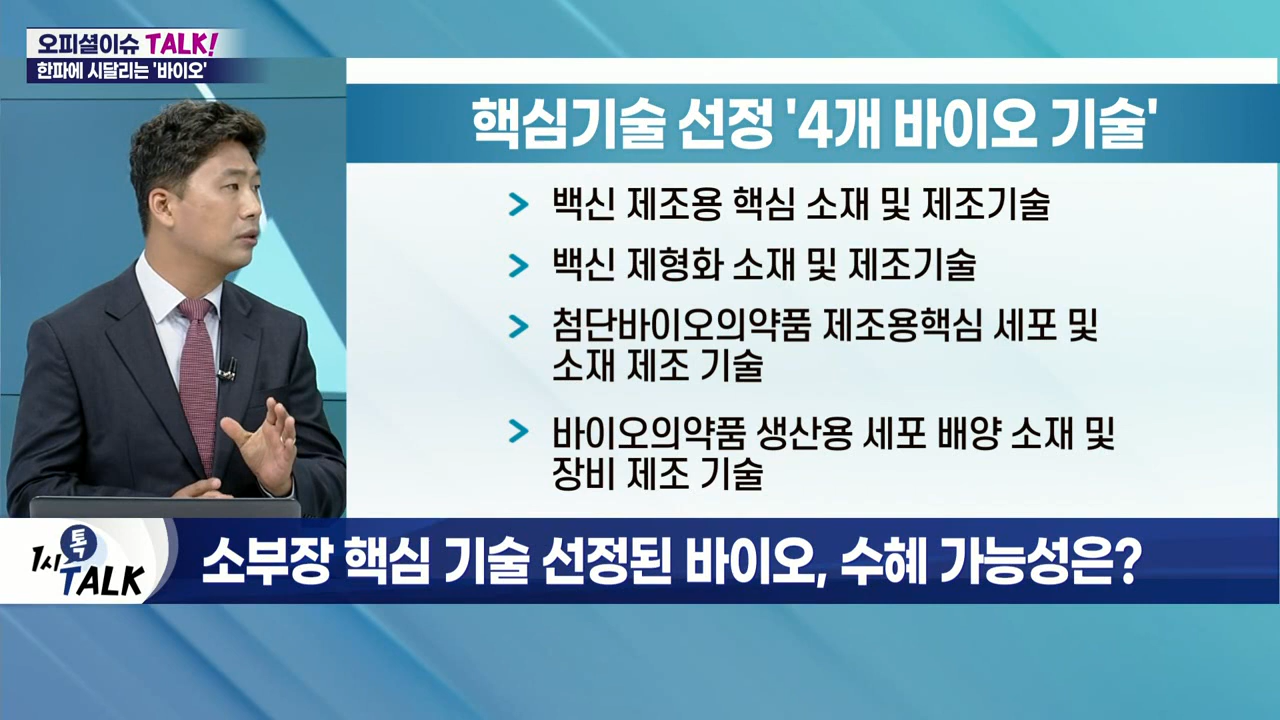 오피셜이슈 TALK!
한파에 시달리는 '바이오'
핵심기술 선정 '4개 바이오 기술'
백신 제조용 핵심 소재 및 제조기술
백신 제형화 소재 및 제조기술
첨단바이오의약품 제조용핵심 세포 및
소재 제조 기술
바이오의약품 생산용 세포 배양 소재 및
장비 제조 기술
1시톡
TALK
소부장 핵심 기술 선정된 바이오, 수혜 가능성은?